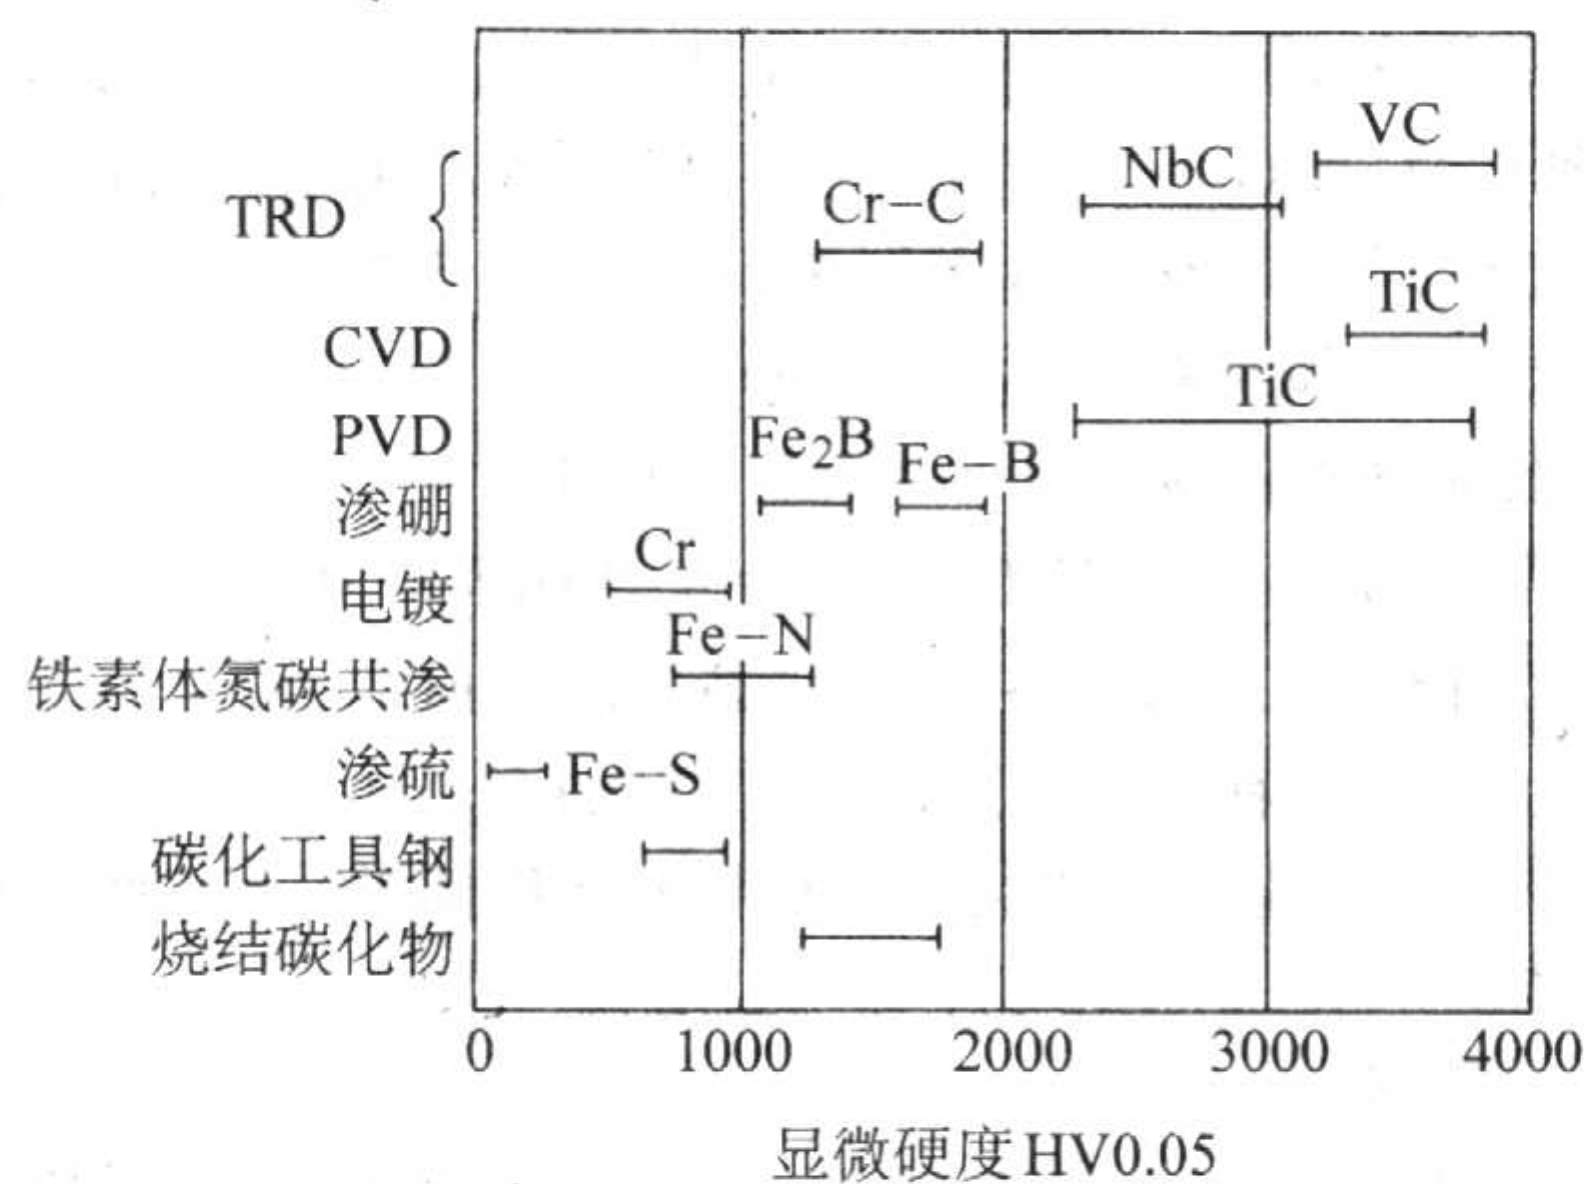 VC
NbC
Cr–C
TRD
TiC
CVD
TiC
PVD
Fe₂B
Fe–B
渗硼
Cr
电镀
Fe–N
铁素体氮碳共渗
渗硫 Fe–S
碳化工具钢
烧结碳化物
0 1000 2000 3000 4000
显微硬度HV0.05